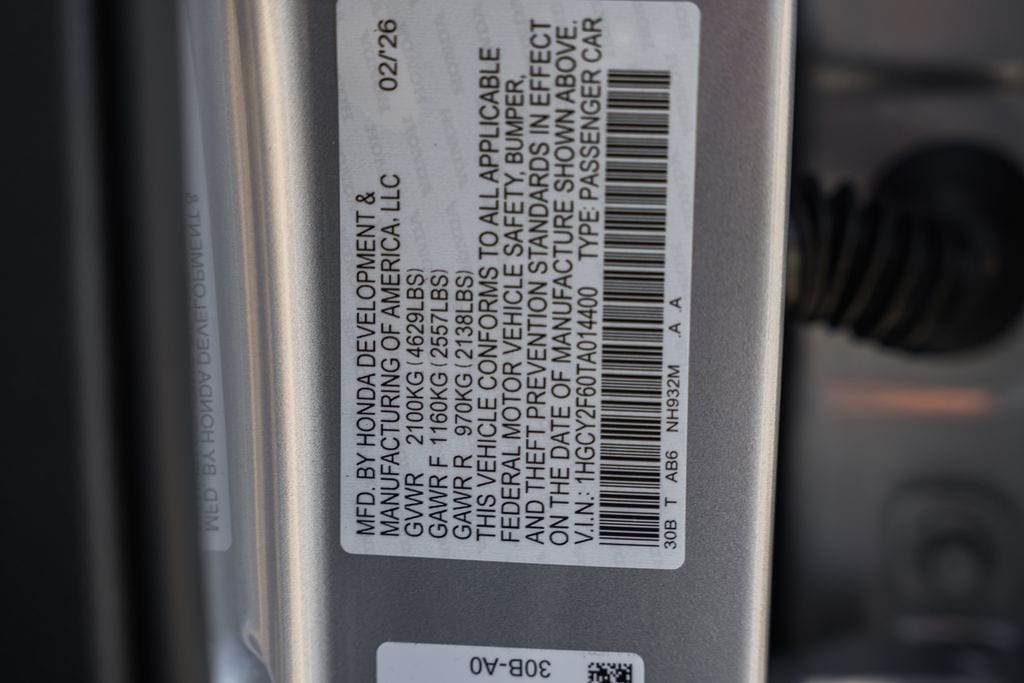 MFD. BY HONDA DEVELOPMENT &
MANUFACTURING OF AMERICA, LLC 02/'26
GVWR 2100KG (4629LBS)
GAWR F 1160KG (2557LBS)
GAWR R 970KG (2138LBS)
THIS VEHICLE CONFORMS TO ALL APPLICABLE
FEDERAL MOTOR VEHICLE SAFETY, BUMPER,
AND THEFT PREVENTION STANDARDS IN EFFECT
ON THE DATE OF MANUFACTURE SHOWN ABOVE.
V.I.N.: 1HGCY2F60TA014400 TYPE: PASSENGER CAR
30B T AB6 NH932M .A .A
30B-A0